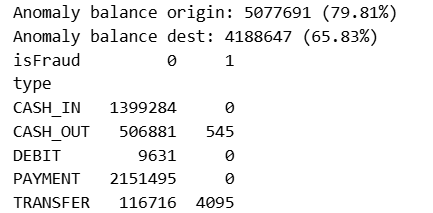 Anomaly balance origin: 5077691 (79.81%)
Anomaly balance dest: 4188647 (65.83%)
isFraud 0 1
type
CASH_IN 1399284 0
CASH_OUT 506881 545
DEBIT 9631 0
PAYMENT 2151495 0
TRANSFER 116716 4095